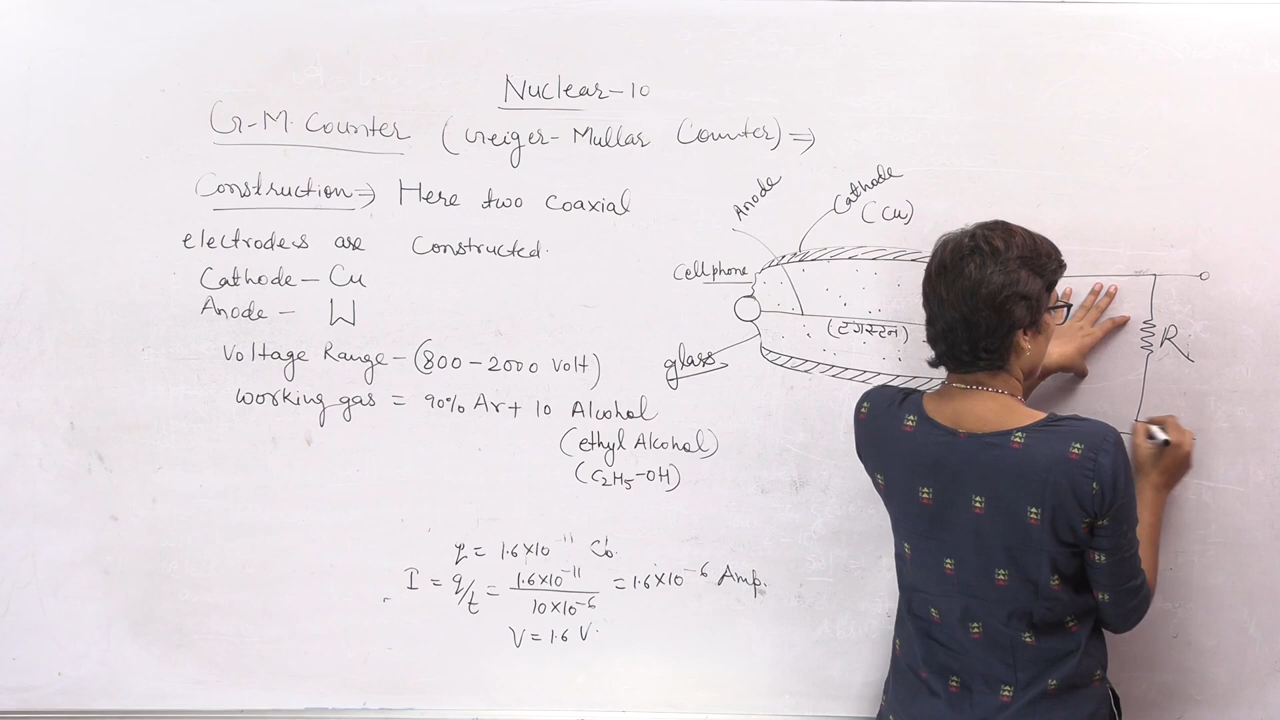 Nuclear-10
G-M. Counter (Geiger-Mullar Counter) ⇒
Construction ⇒ Here two coaxial
electrodes are constructed.
Cathode - Cu
Anode - W
Voltage Range - (800 - 2000 volt)
working gas = 90% Ar + 10 Alcohol
(ethyl Alcohol)
(C₂H₅-OH)
q = 1.6×10⁻¹¹ Cb.
I = q/t = 1.6×10⁻¹¹ / 10×10⁻⁶ = 1.6×10⁻⁶ Amp.
V = 1.6 V.
Anode
Cathode
(Cu)
Cellphone
(टंगस्टन)
glass
R